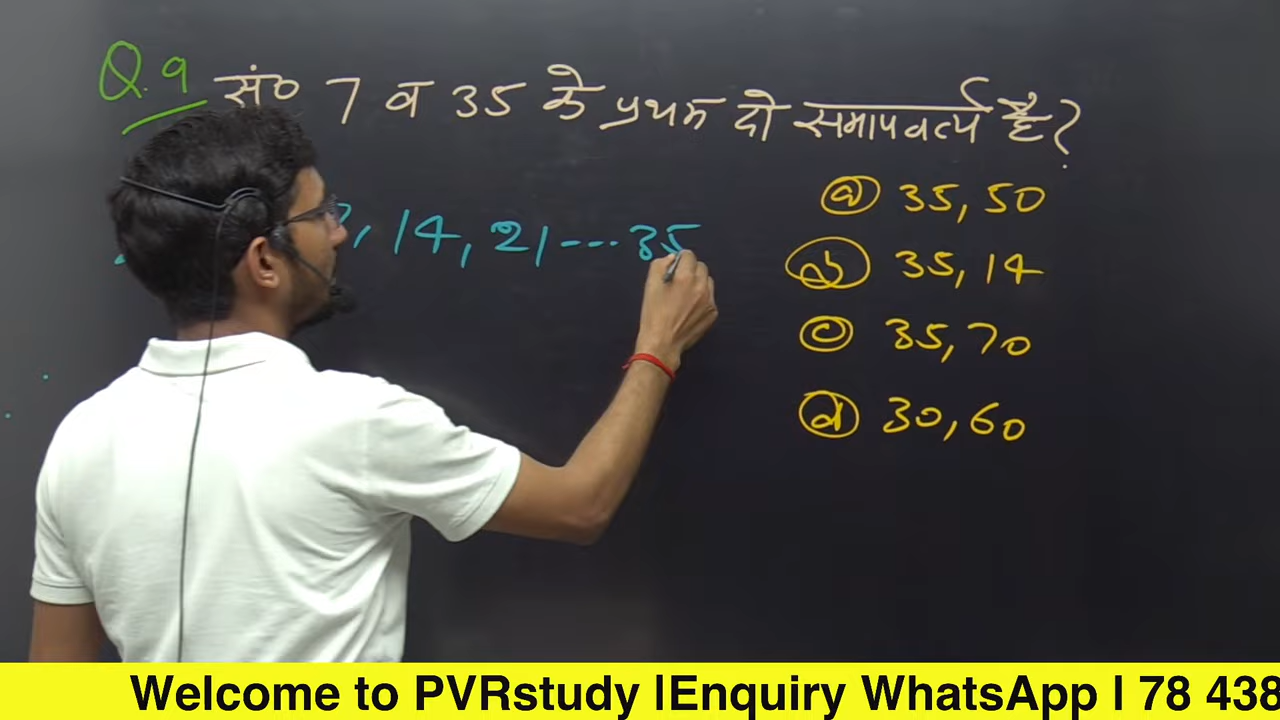 Q.9 सं० 7 व 35 के प्रथम दो समापवर्त्य है?
, 14, 21 --- 35
ⓐ 35, 50
ⓑ 35, 14
ⓒ 35, 70
ⓓ 30, 60
Welcome to PVRstudy |Enquiry WhatsApp | 78 438